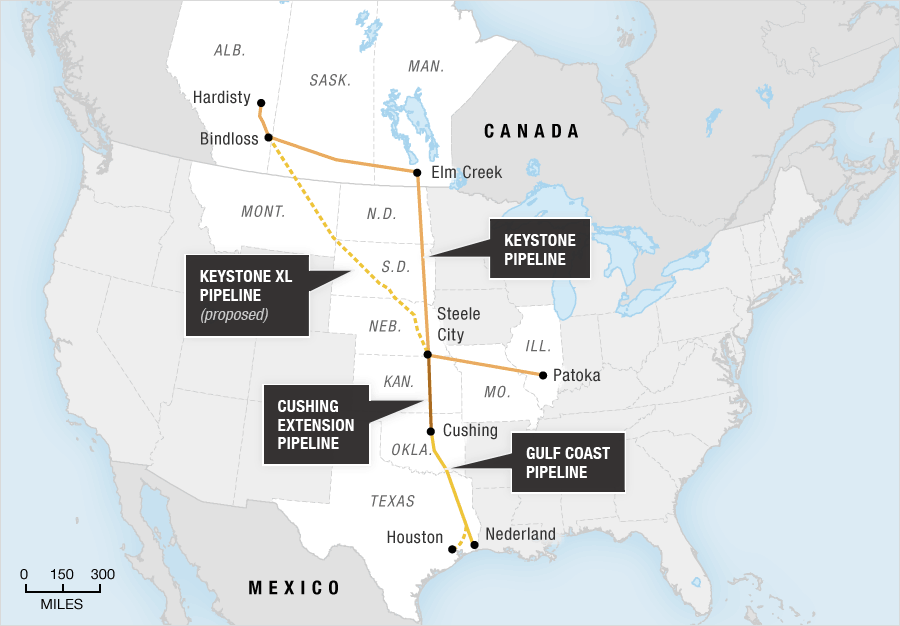 ALB.
SASK.
MAN.
Hardisty
Bindloss
CANADA
Elm Creek
MONT.
N.D.
KEYSTONE
PIPELINE
S.D.
KEYSTONE XL
PIPELINE
(proposed)
Steele
City
NEB.
ILL.
Patoka
KAN.
MO.
CUSHING
EXTENSION
PIPELINE
Cushing
OKLA.
GULF COAST
PIPELINE
TEXAS
Houston
Nederland
MEXICO
0 150 300
MILES